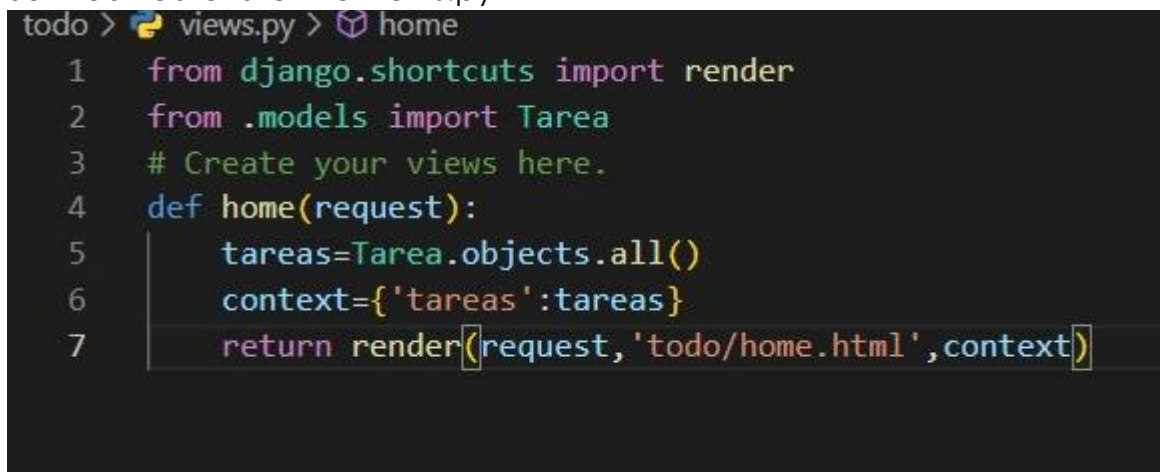 todo > views.py > home
1 from django.shortcuts import render
2 from .models import Tarea
3 # Create your views here.
4 def home(request):
5     tareas=Tarea.objects.all()
6     context={'tareas':tareas}
7     return render(request,'todo/home.html',context)